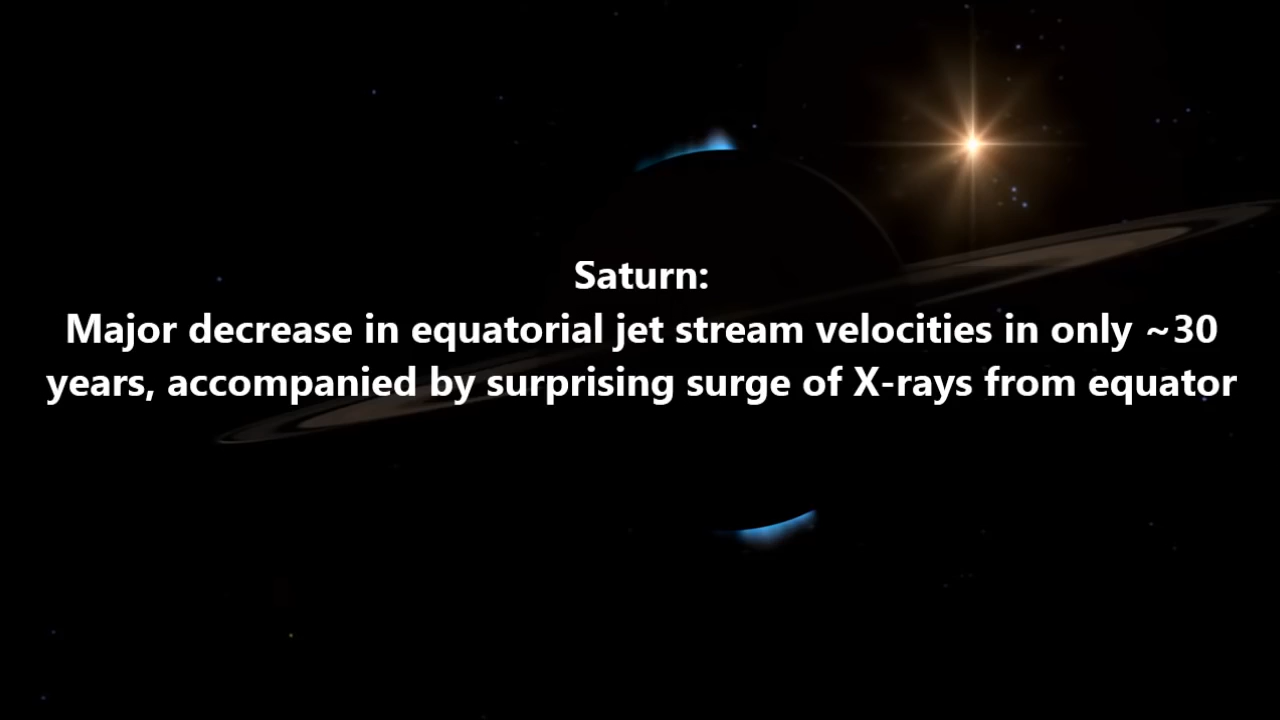 Saturn:
Major decrease in equatorial jet stream velocities in only ~30
years, accompanied by surprising surge of X-rays from equator